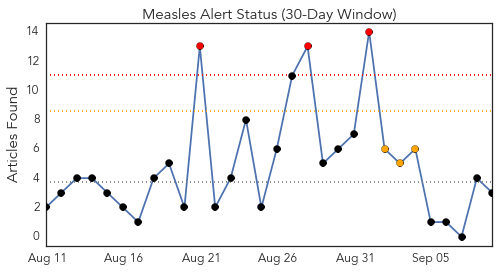 Measles Alert Status (30-Day Window)
Articles Found
14
12
10
8
6
4
2
0
Aug 11 Aug 16 Aug 21 Aug 26 Aug 31 Sep 05